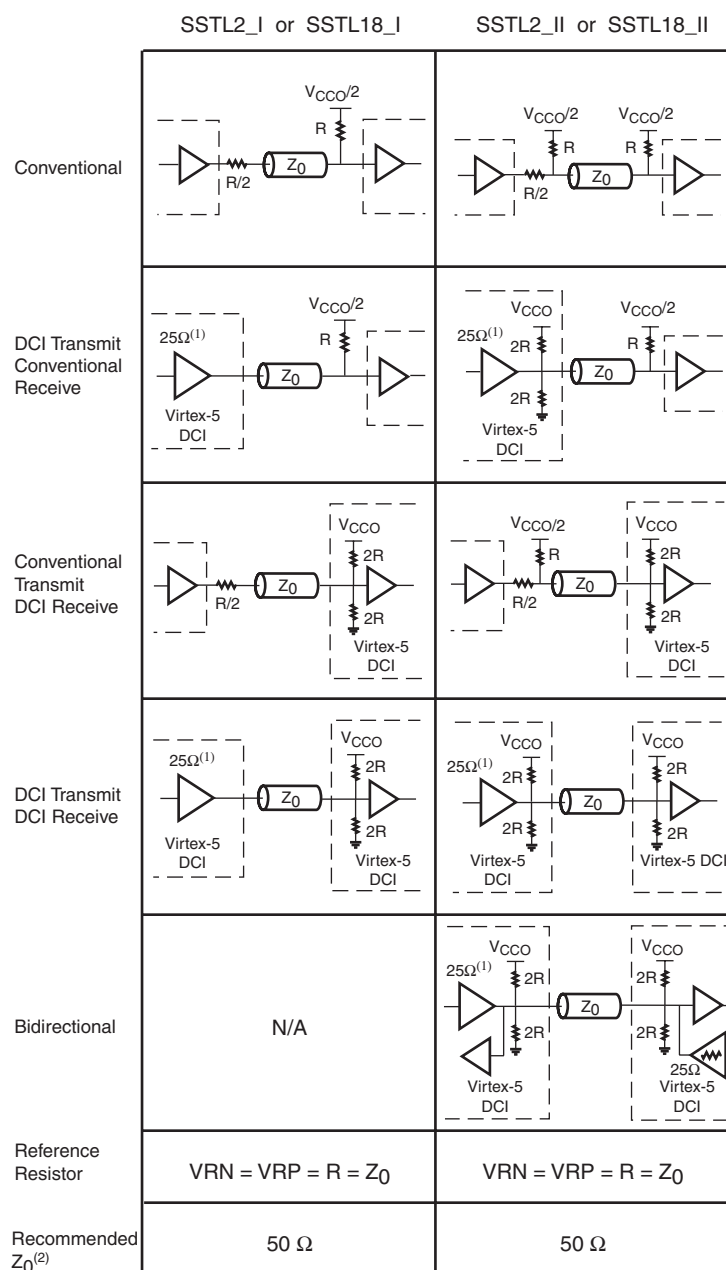 SSTL2_I or SSTL18_I
SSTL2_II or SSTL18_II
Conventional
VCCO/2
R
R/2
Z0
VCCO/2
VCCO/2
R
R
R/2
Z0
DCI Transmit
Conventional
Receive
25Ω(1)
Virtex-5
DCI
Z0
VCCO/2
R
25Ω(1)
VCCO
2R
2R
Virtex-5
DCI
Z0
VCCO/2
R
Conventional
Transmit
DCI Receive
R/2
Z0
VCCO
2R
2R
Virtex-5
DCI
VCCO/2
R
R/2
Z0
VCCO
2R
2R
Virtex-5
DCI
DCI Transmit
DCI Receive
25Ω(1)
Virtex-5
DCI
Z0
VCCO
2R
2R
Virtex-5
DCI
25Ω(1)
VCCO
2R
2R
Virtex-5
DCI
Z0
VCCO
2R
2R
Virtex-5 DCI
Bidirectional
N/A
25Ω(1)
VCCO
2R
2R
Virtex-5
DCI
Z0
VCCO
2R
2R
25Ω
Virtex-5
DCI
Reference
Resistor
VRN = VRP = R = Z0
VRN = VRP = R = Z0
Recommended
Z0(2)
50 Ω
50 Ω